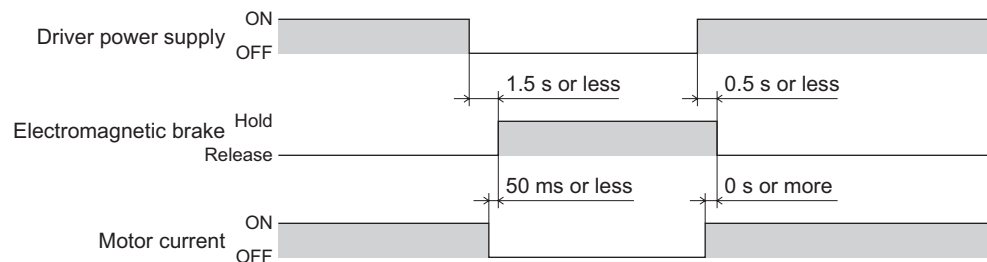 ON
Driver power supply
OFF
1.5 s or less
0.5 s or less
Hold
Electromagnetic brake
Release
50 ms or less
0 s or more
ON
Motor current
OFF